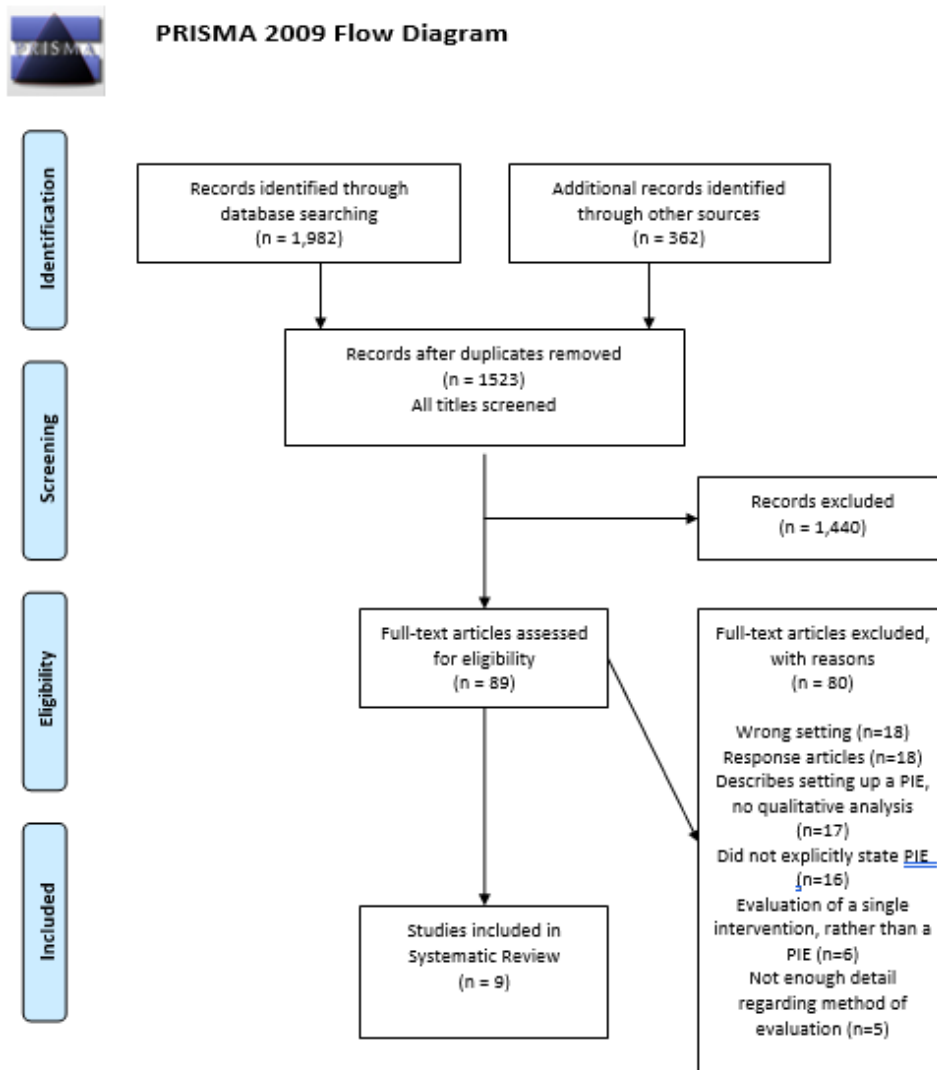 PRISMA
PRISMA 2009 Flow Diagram
Identification
Records identified through
database searching
(n = 1,982)
Additional records identified
through other sources
(n = 362)
Records after duplicates removed
(n = 1523)
All titles screened
Screening
Records excluded
(n = 1,440)
Eligibility
Full-text articles assessed
for eligibility
(n = 89)
Full-text articles excluded,
with reasons
(n = 80)
Wrong setting (n=18)
Response articles (n=18)
Describes setting up a PIE,
no qualitative analysis
(n=17)
Did not explicitly state PIE
(n=16)
Evaluation of a single
intervention, rather than a
PIE (n=6)
Not enough detail
regarding method of
evaluation (n=5)
Included
Studies included in
Systematic Review
(n = 9)